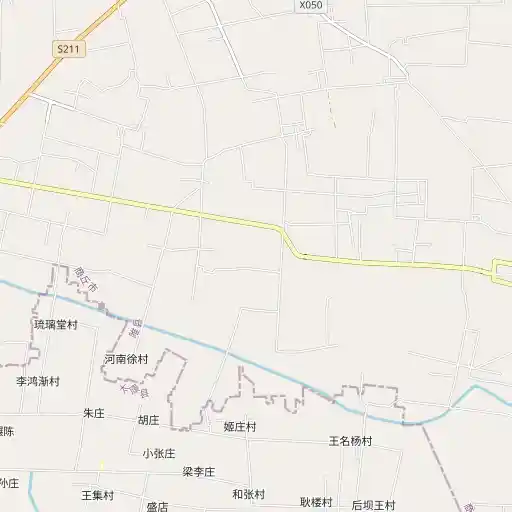 X050
S211
商丘市
琉璃堂村
河南徐村
李鸿渐村
朱庄
胡庄
姬庄村
王名杨村
小张庄
梁李庄
孙庄
王集村
和张村
盛店
耿楼村
后坝王村